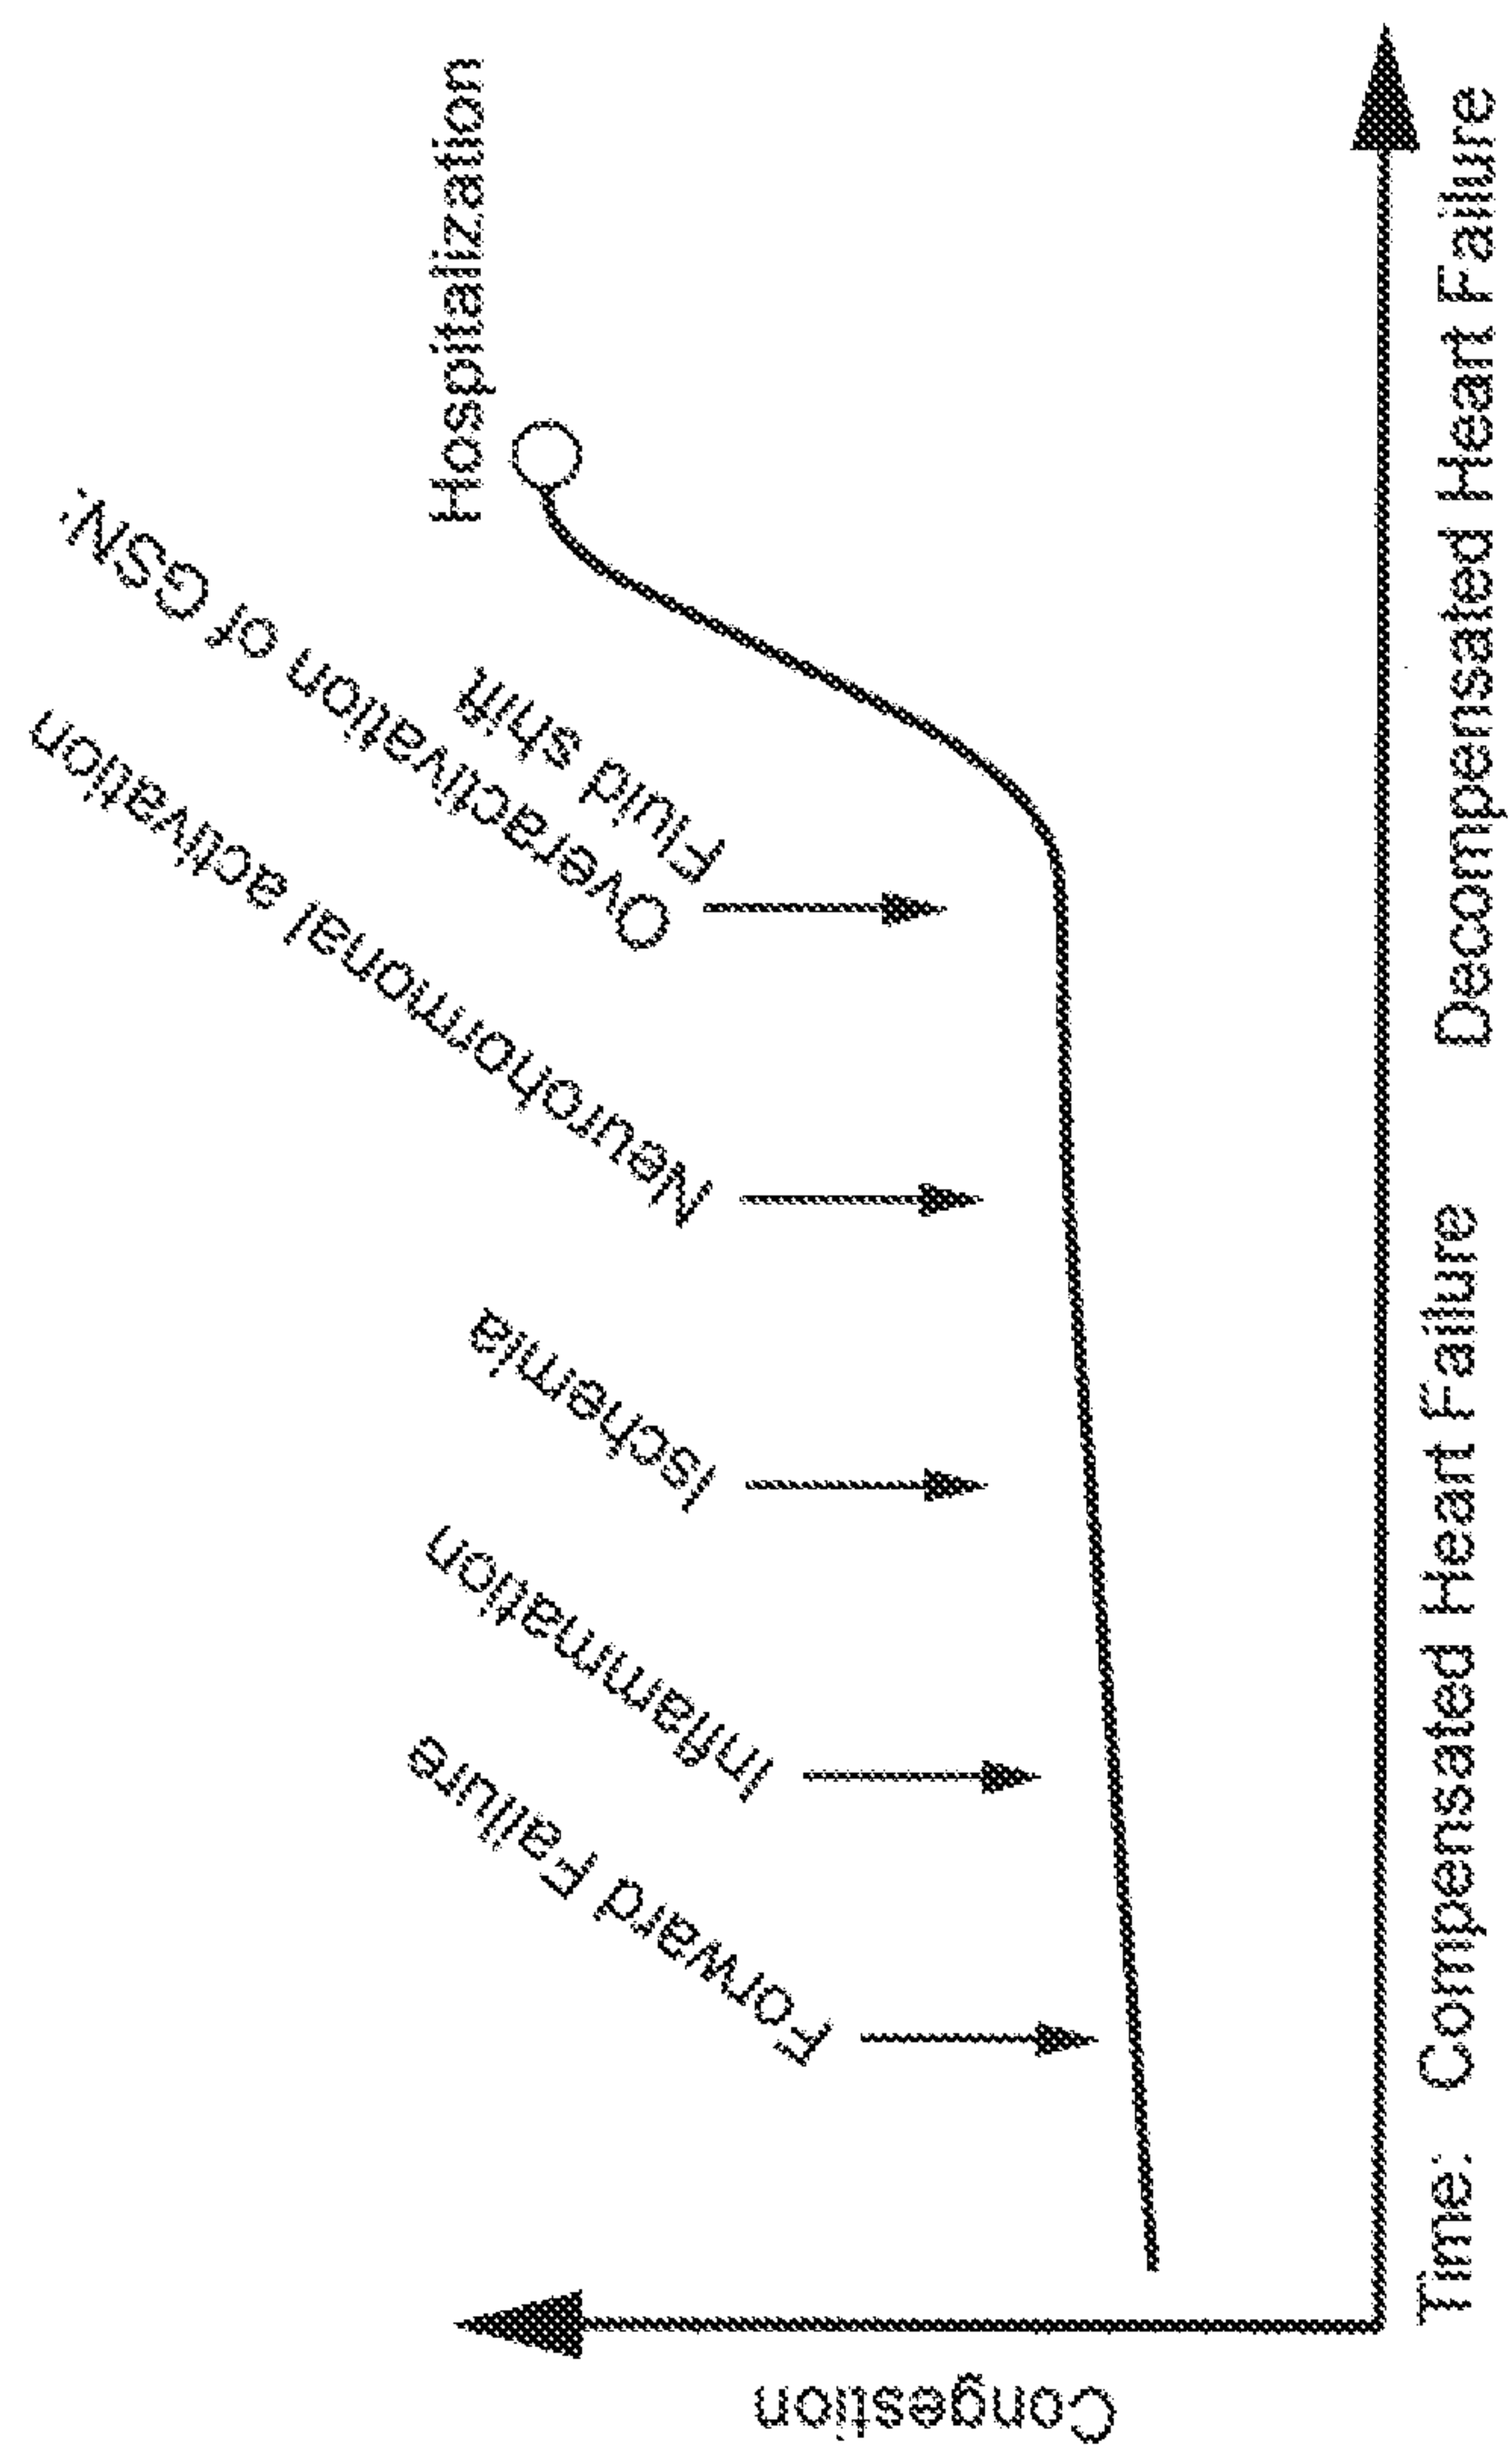 Congestion
Forward Failure
Inflammation
Ischemia
Neurohormonal activation
Overactivation of GSN:
Fluid shift
Hospitalization
Time: Compensated Heart Failure Decompensated Heart Failure